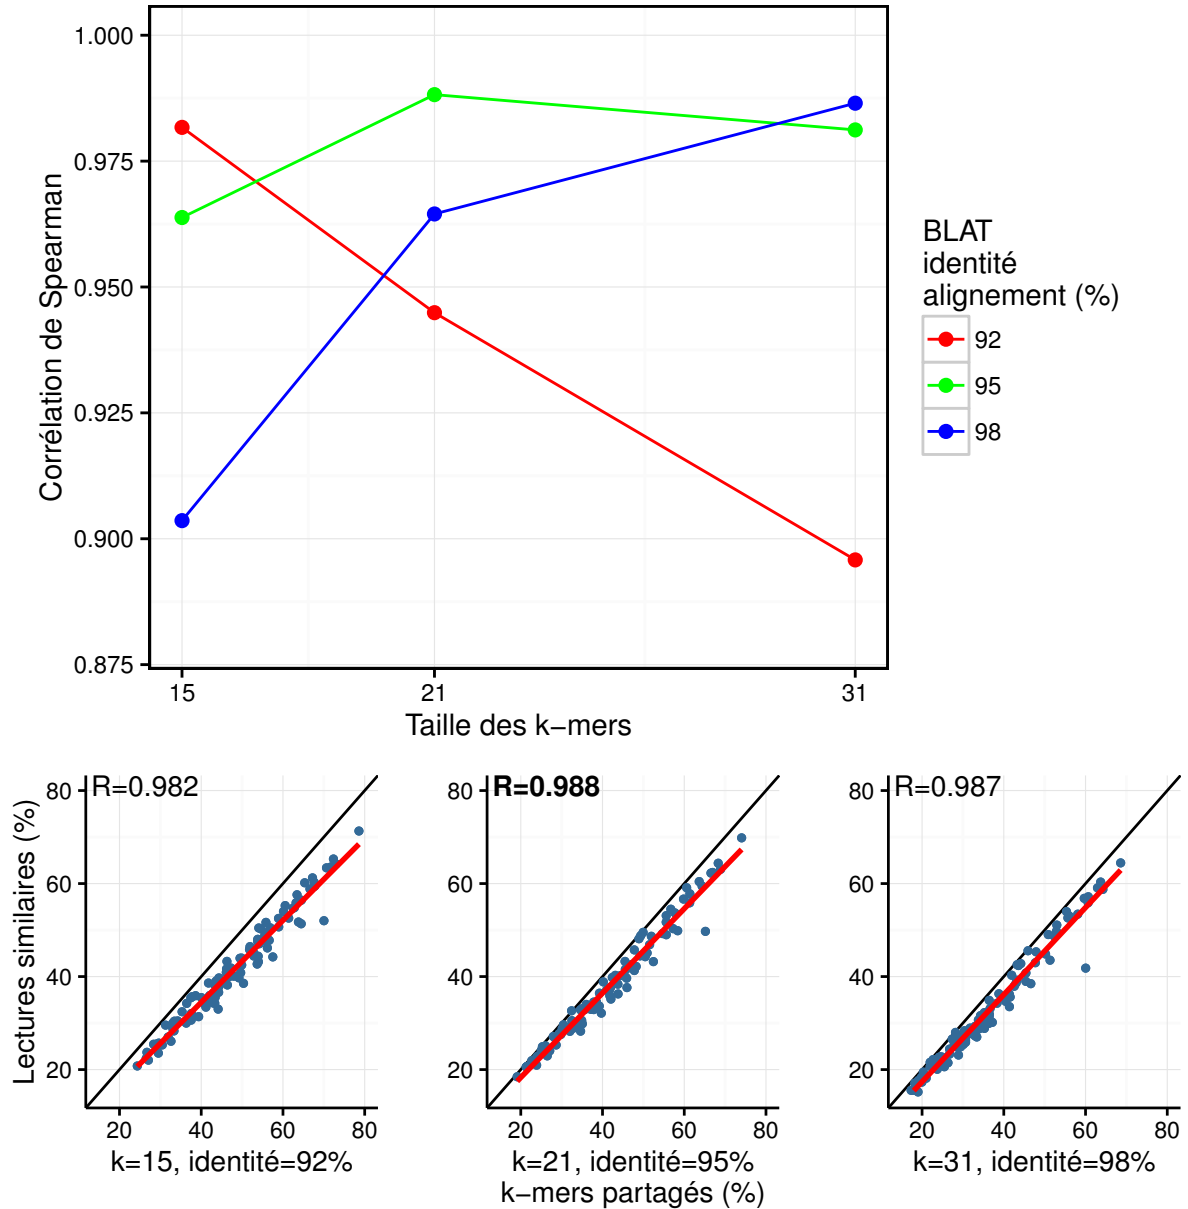 1.000
0.975
0.950
0.925
0.900
0.875
Corrélation de Spearman
15
21
31
Taille des k−mers
BLAT
identité
alignement (%)
92
95
98
Lectures similaires (%)
R=0.982
80
60
40
20
20
40
60
80
k=15, identité=92%
R=0.988
80
60
40
20
20
40
60
80
k=21, identité=95%
R=0.987
80
60
40
20
20
40
60
80
k=31, identité=98%
k−mers partagés (%)